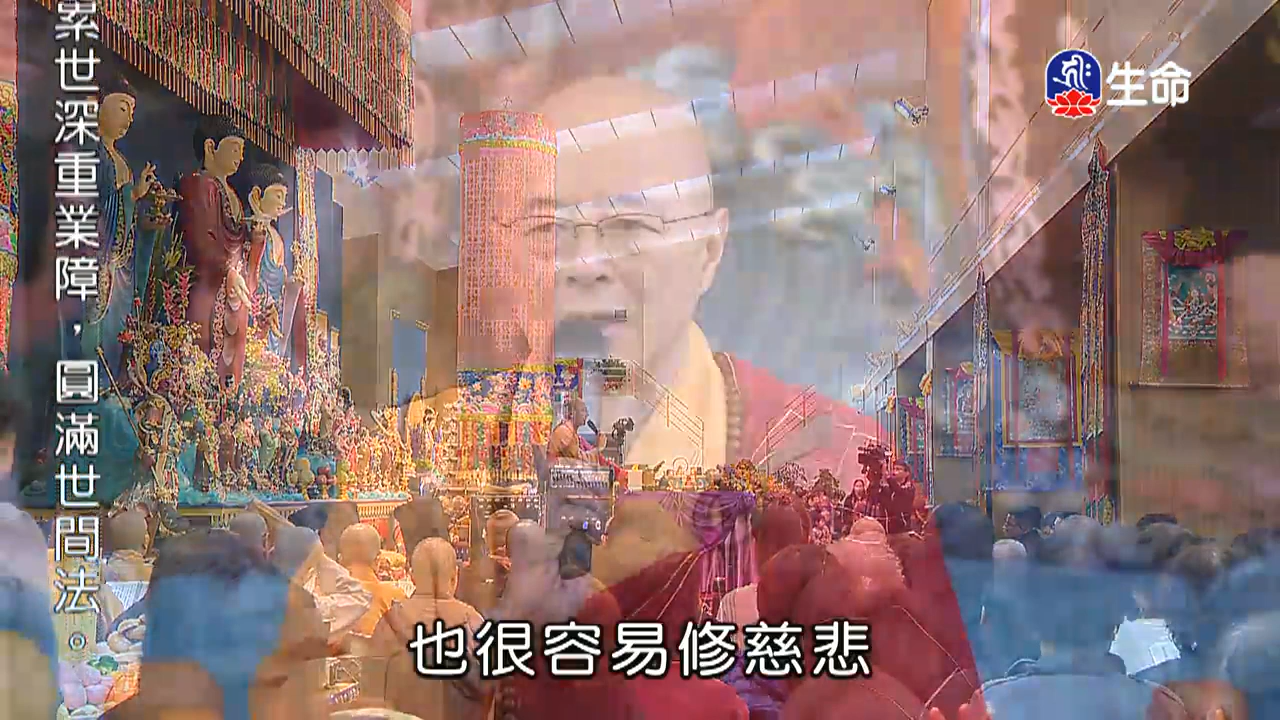 累世深重業障，圓滿世間法。
生命
也很容易修慈悲